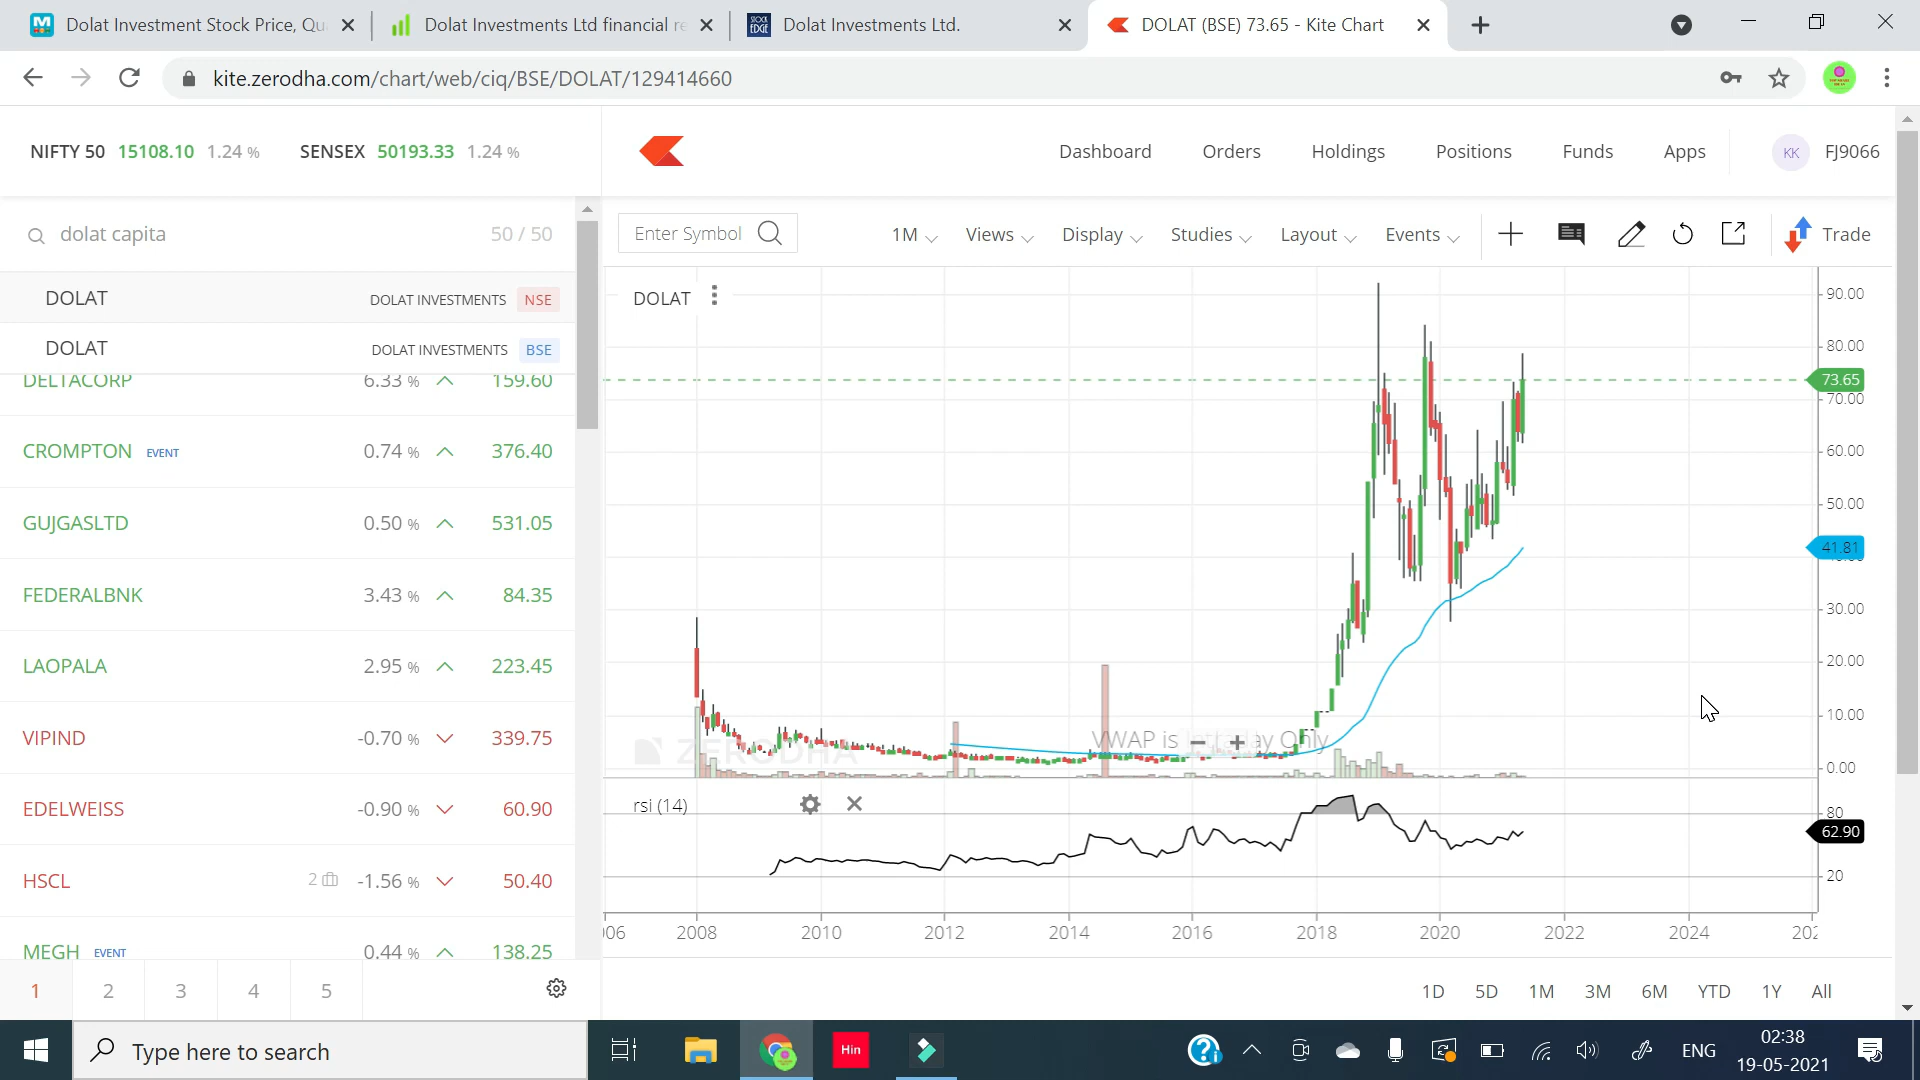 Dolat Investment Stock Price, Qu
Dolat Investments Ltd financial re
STOCK EDGE
Dolat Investments Ltd.
DOLAT (BSE) 73.65 - Kite Chart
kite.zerodha.com/chart/web/ciq/BSE/DOLAT/129414660
NIFTY 50 15108.10 1.24 %
SENSEX 50193.33 1.24 %
Dashboard
Orders
Holdings
Positions
Funds
Apps
KK
FJ9066
dolat capita
50 / 50
DOLAT DOLAT INVESTMENTS NSE
DOLAT DOLAT INVESTMENTS BSE
DELTACORP 6.33 % 159.60
CROMPTON EVENT 0.74 % 376.40
GUJGASLTD 0.50 % 531.05
FEDERALBNK 3.43 % 84.35
LAOPALA 2.95 % 223.45
VIPIND -0.70 % 339.75
EDELWEISS -0.90 % 60.90
HSCL 2 -1.56 % 50.40
MEGH EVENT 0.44 % 138.25
1 2 3 4 5
Enter Symbol
1M
Views
Display
Studies
Layout
Events
Trade
DOLAT
90.00
80.00
73.65
70.00
60.00
50.00
41.81
30.00
20.00
10.00
0.00
ZERODHA
VWAP is Intraday Only
rsi (14)
80
62.90
20
06 2008 2010 2012 2014 2016 2018 2020 2022 2024 202
1D 5D 1M 3M 6M YTD 1Y All
Type here to search
Hin
ENG
02:38
19-05-2021